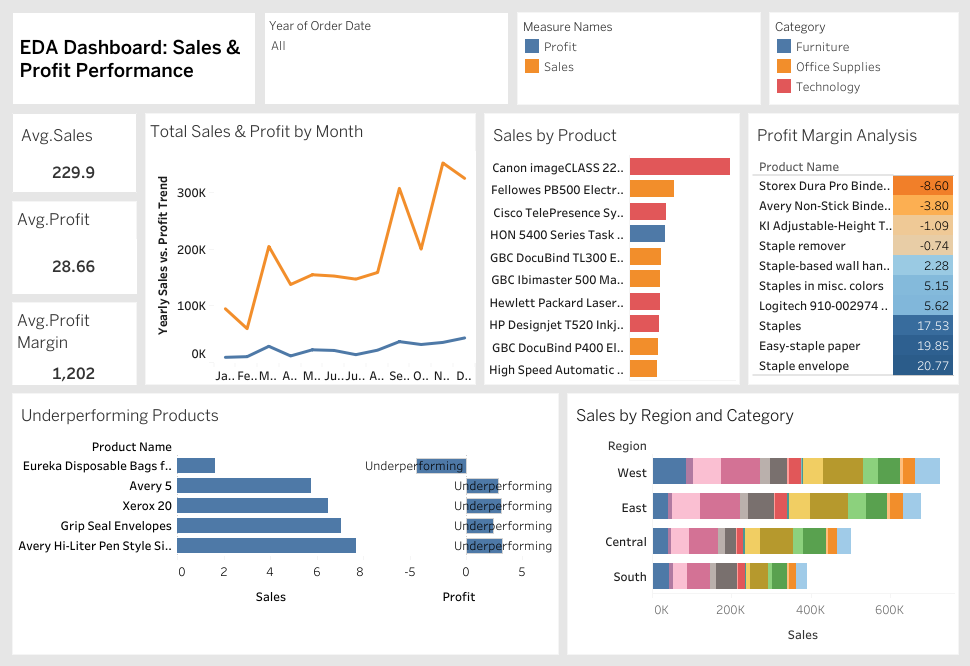 EDA Dashboard: Sales &
Profit Performance
Year of Order Date
All
Measure Names
Profit
Sales
Category
Furniture
Office Supplies
Technology
Avg.Sales
229.9
Avg.Profit
28.66
Avg.Profit
Margin
1,202
Total Sales & Profit by Month
Yearly Sales vs. Profit Trend
300K
200K
100K
0K
Ja.. Fe.. M.. A.. M.. Ju.. Ju.. A.. Se.. O.. N.. D..
Sales by Product
Canon imageCLASS 22..
Fellowes PB500 Electr..
Cisco TelePresence Sy..
HON 5400 Series Task ..
GBC DocuBind TL300 E..
GBC Ibimaster 500 Ma..
Hewlett Packard Laser..
HP Designjet T520 Inkj..
GBC DocuBind P400 El..
High Speed Automatic ..
Profit Margin Analysis
Product Name
Storex Dura Pro Binde.. -8.60
Avery Non-Stick Binde.. -3.80
KI Adjustable-Height T.. -1.09
Staple remover -0.74
Staple-based wall han.. 2.28
Staples in misc. colors 5.15
Logitech 910-002974 .. 5.62
Staples 17.53
Easy-staple paper 19.85
Staple envelope 20.77
Underperforming Products
Product Name
Eureka Disposable Bags f.. Underperforming
Avery 5 Underperforming
Xerox 20 Underperforming
Grip Seal Envelopes Underperforming
Avery Hi-Liter Pen Style Si.. Underperforming
0 2 4 6 8 -5 0 5
Sales Profit
Sales by Region and Category
Region
West
East
Central
South
0K 200K 400K 600K
Sales